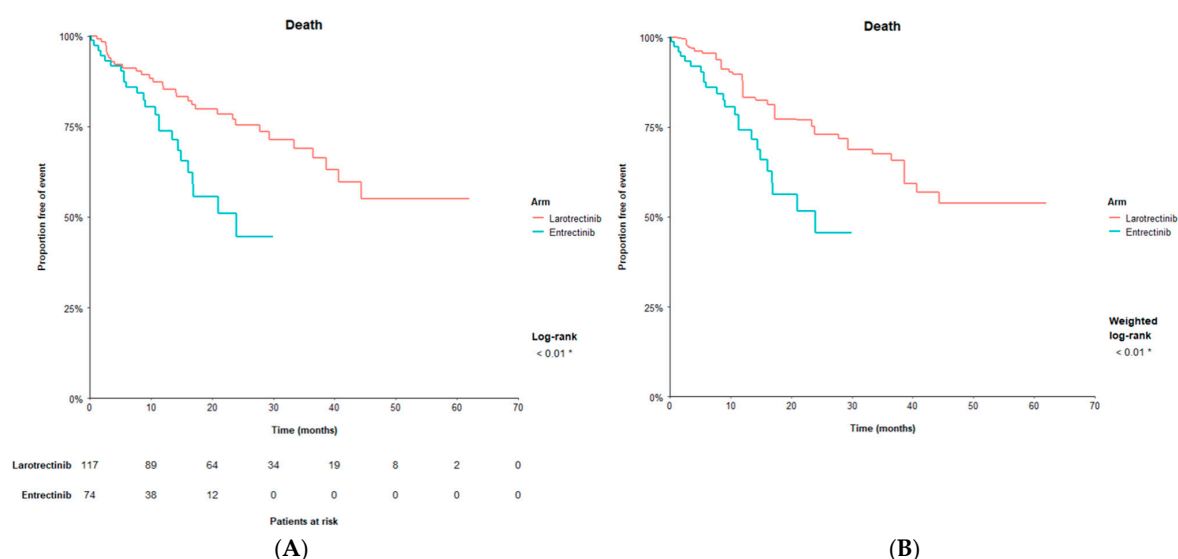 Death
100%
75%
50%
25%
0%
Proportion free of event
0 10 20 30 40 50 60 70
Time (months)
Arm
Larotrectinib
Entrectinib
Log-rank
< 0.01 *
Larotrectinib 117 89 64 34 19 8 2 0
Entrectinib 74 38 12 0 0 0 0 0
Patients at risk
(A)
Death
100%
75%
50%
25%
0%
Proportion free of event
0 10 20 30 40 50 60 70
Time (months)
Arm
Larotrectinib
Entrectinib
Weighted
log-rank
< 0.01 *
(B)